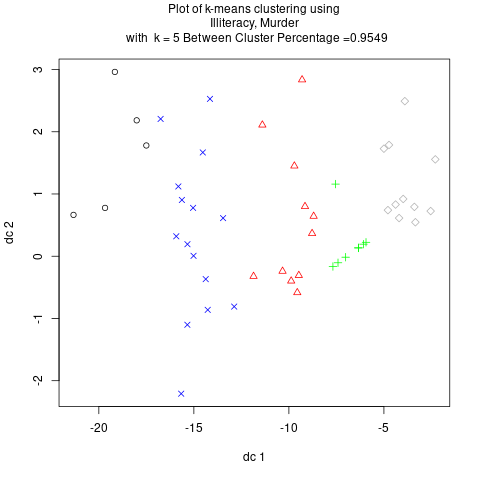 Plot of k-means clustering using
Illiteracy, Murder
with  k = 5 Between Cluster Percentage =0.9549
3
2
1
0
-1
-2
dc 2
-20 -15 -10 -5
dc 1